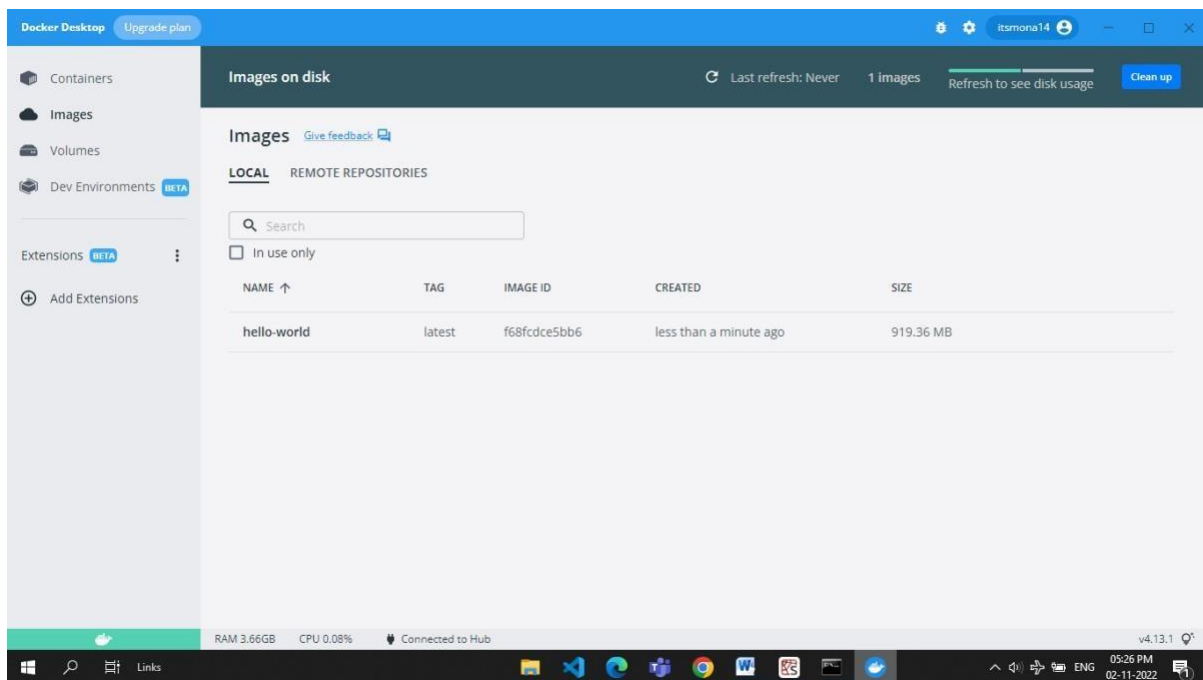 Docker Desktop Upgrade plan itsmona14
Containers
Images
Volumes
Dev Environments BETA
Extensions BETA
Add Extensions
Images on disk Last refresh: Never 1 images Refresh to see disk usage Clean up
Images Give feedback
LOCAL REMOTE REPOSITORIES
Search
In use only
NAME TAG IMAGE ID CREATED SIZE
hello-world latest f68fcdce5bb6 less than a minute ago 919.36 MB
RAM 3.66GB CPU 0.08% Connected to Hub v4.13.1
Links ENG 05:26 PM
02-11-2022